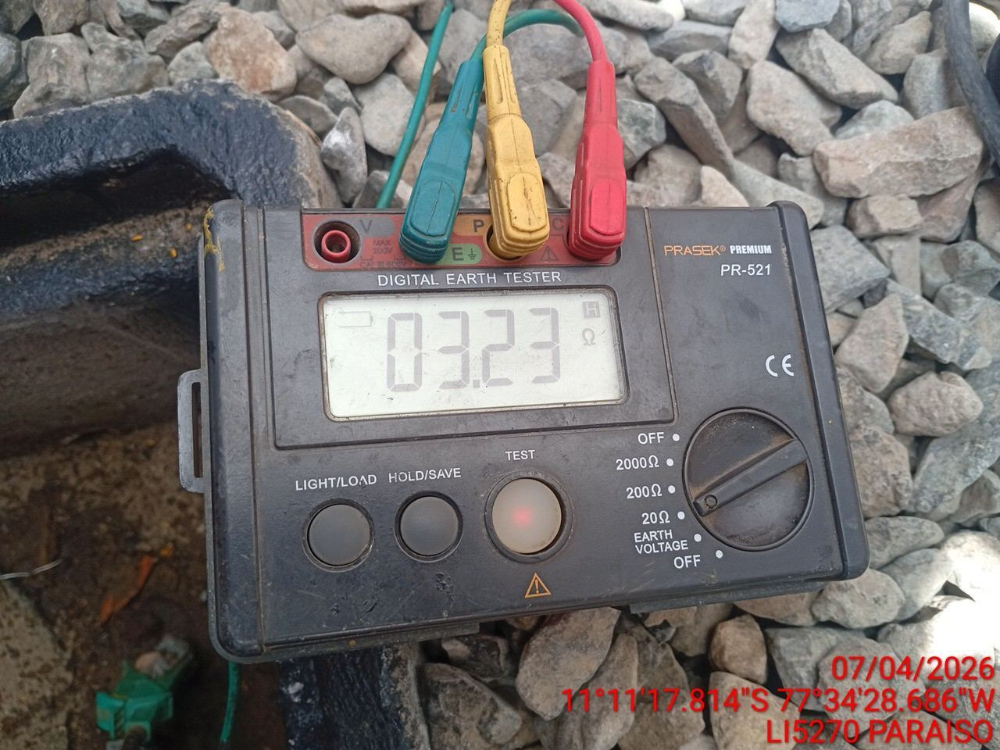 V P C
MAX
200V
E
DIGITAL EARTH TESTER
PRASEK® PREMIUM
PR-521
H
03.23 Ω
CE
OFF
2000Ω
200Ω
20Ω
EARTH
VOLTAGE
OFF
LIGHT/LOAD HOLD/SAVE TEST
07/04/2026
11°11'17.814"S 77°34'28.686"W
LI5270 PARAISO